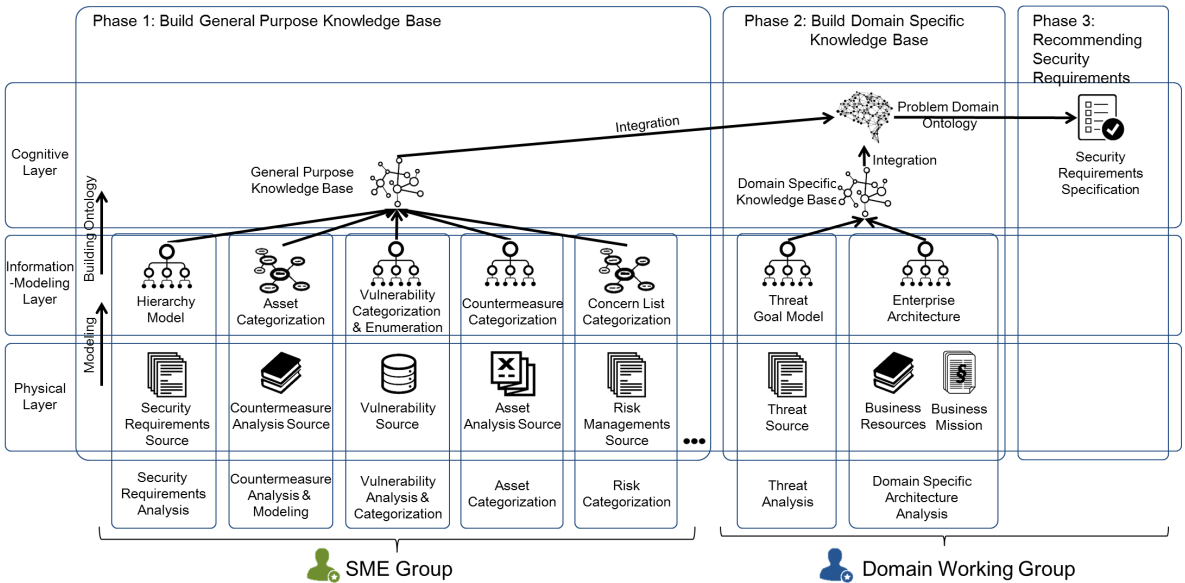 Phase 1: Build General Purpose Knowledge Base
Phase 2: Build Domain Specific
Knowledge Base
Phase 3:
Recommending
Security
Requirements
Cognitive
Layer
Building Ontology
General Purpose
Knowledge Base
Integration
Problem Domain
Ontology
Integration
Domain Specific
Knowledge Base
Security
Requirements
Specification
Information
-Modeling
Layer
Modeling
Hierarchy
Model
Asset
Categorization
Vulnerability
Categorization
& Enumeration
Countermeasure
Categorization
Concern List
Categorization
Threat
Goal Model
Enterprise
Architecture
Physical
Layer
Security
Requirements
Source
Countermeasure
Analysis Source
Vulnerability
Source
X
Asset
Analysis Source
Risk
Managements
Source
•••
Threat
Source
Business
Resources
§
Business
Mission
Security
Requirements
Analysis
Countermeasure
Analysis &
Modeling
Vulnerability
Analysis &
Categorization
Asset
Categorization
Risk
Categorization
Threat
Analysis
Domain Specific
Architecture
Analysis
SME Group
Domain Working Group